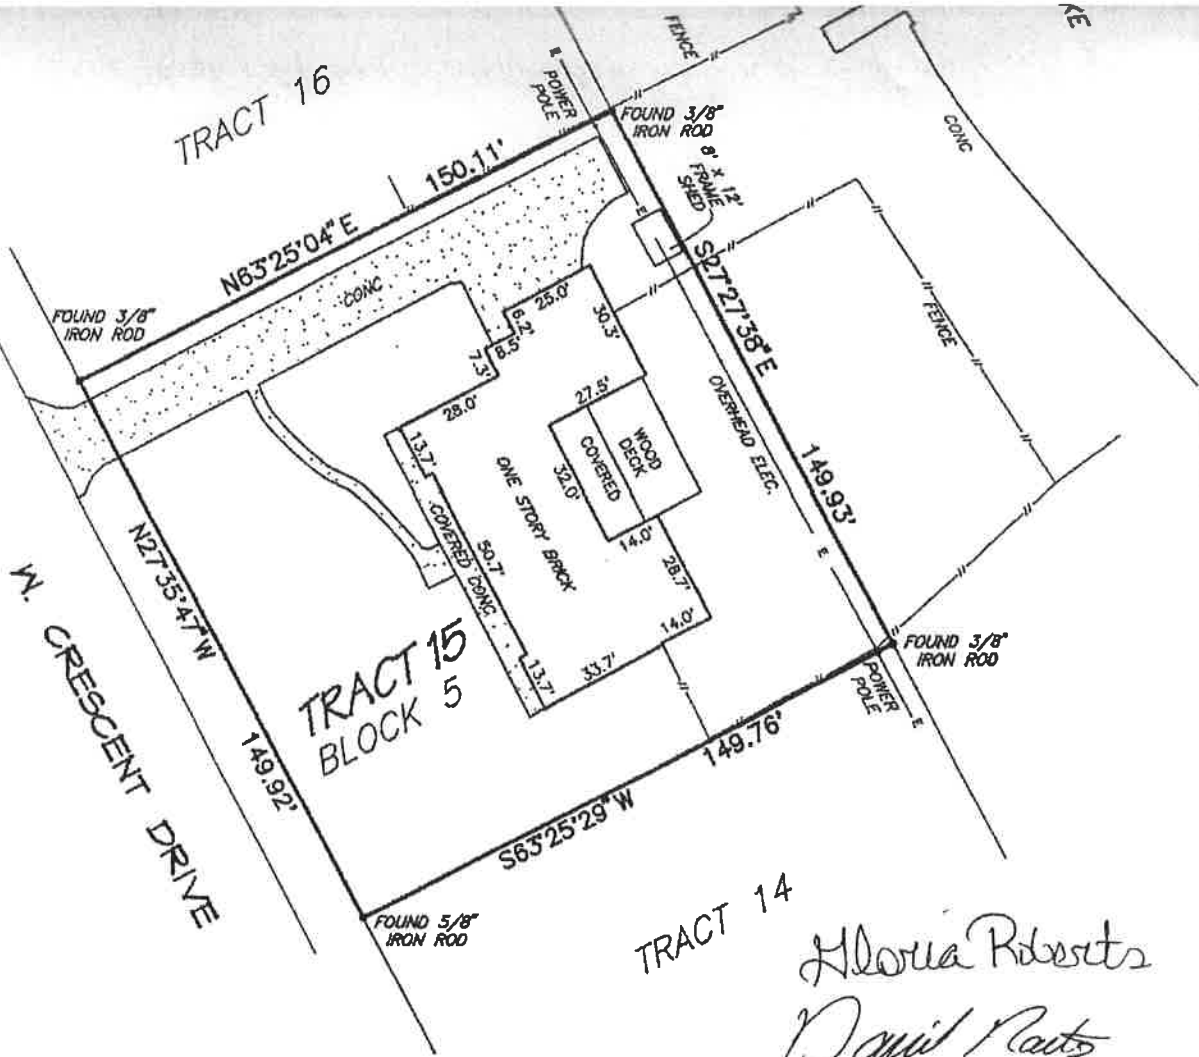 FENCE
KE
E
POWER
POLE
TRACT 16
FOUND 3/8"
IRON ROD
CONC
8' X 12'
FRAME
SHED
150.11'
N63°25'04" E
E
S27°27'38" E
FOUND 3/8"
IRON ROD
CONC
25.0'
6.2'
30.3'
8.5'
7.3'
FENCE
28.0'
27.5'
OVERHEAD ELEC.
13.7'
WOOD
DECK
COVERED
32.0'
ONE STORY BRICK
149.93'
COVERED CONC.
50.7'
14.0'
E
28.7'
N27°35'47" W
W. CRESCENT DRIVE
14.0'
FOUND 3/8"
IRON ROD
TRACT 15
BLOCK 5
13.7'
33.7'
POWER
POLE
E
149.92'
149.76'
S63°25'29" W
FOUND 5/8"
IRON ROD
TRACT 14
Gloria Roberts